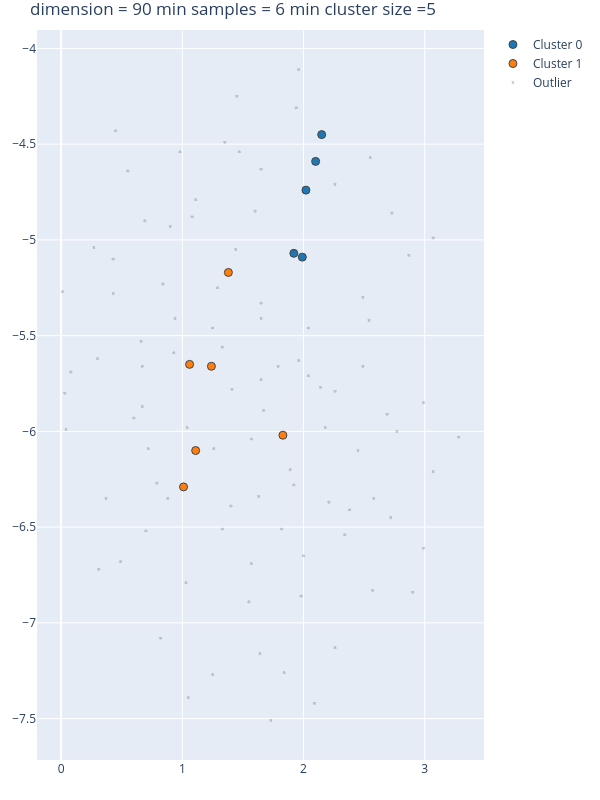 dimension = 90 min samples = 6 min cluster size =5
Cluster 0
Cluster 1
Outlier
−4
−4.5
−5
−5.5
−6
−6.5
−7
−7.5
0 1 2 3